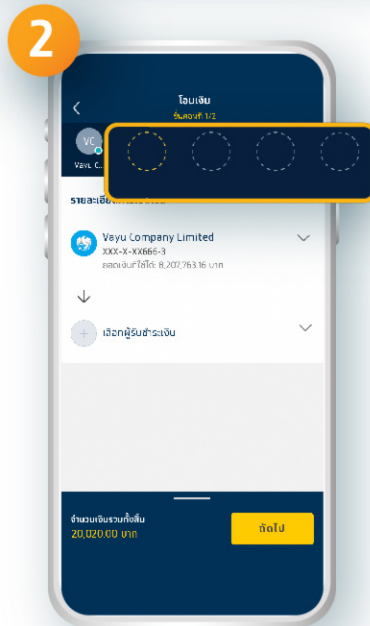 2
โอนเงิน
ขั้นตอนที่ 1/2
VC
Vayu C...
Vayu Company Limited
XXX-X-XX666-3
ยอดเงินที่ใช้ได้: 8,207,763.16 บาท
เลือกผู้รับชำระเงิน
จำนวนเงินรวมทั้งสิ้น
20,020.00 บาท
ถัดไป